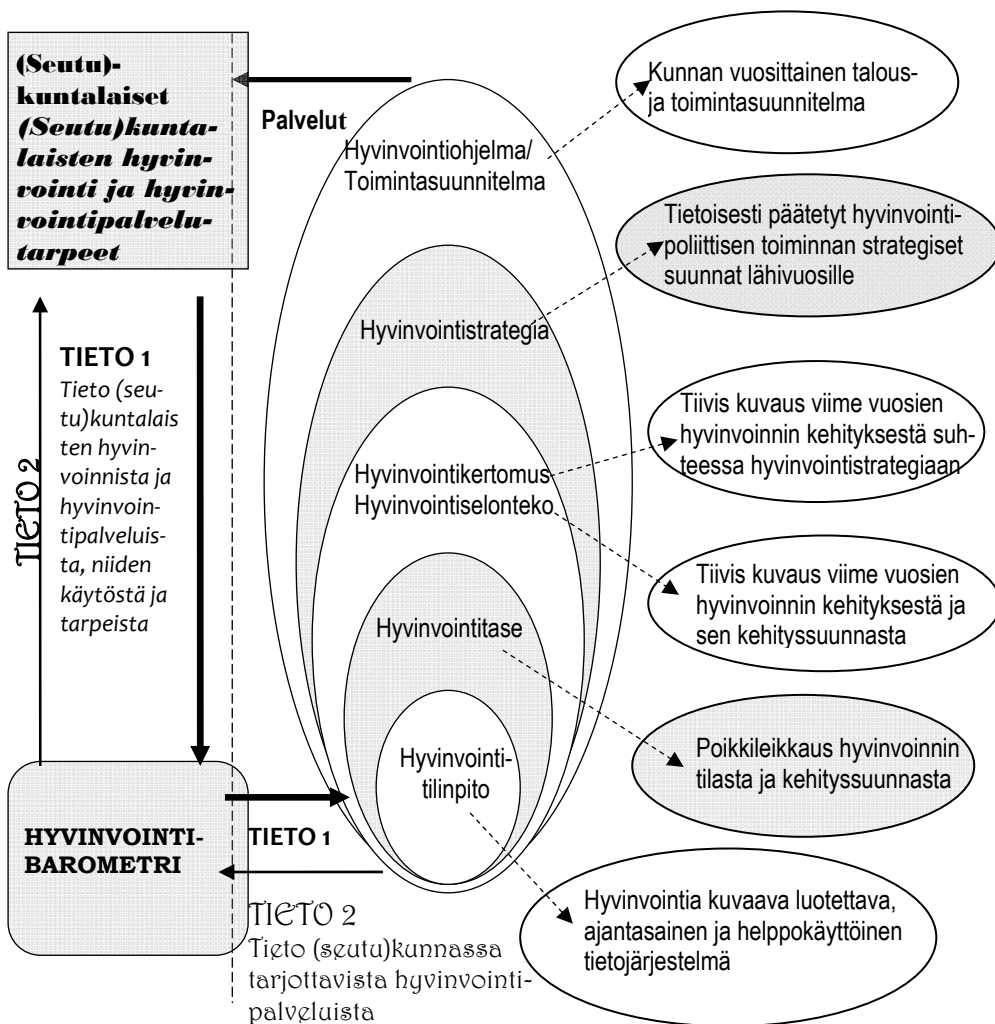 (Seutu)-
kuntalaiset
(Seutu)kunta-
laisten hyvin-
vointi ja hyvin-
vointipalvelu-
tarpeet
Palvelut
TIETO 1
Tieto (seu-
tu)kuntalais
ten hyvin-
voinnista ja
hyvinvoin-
tipalveluis-
ta, niiden
käytöstä ja
tarpeista
TIETO 2
HYVINVOINTI-
BAROMETRI
TIETO 1
TIETO 2
Tieto (seutu)kunnassa
tarjottavista hyvinvointi-
palveluista
Hyvinvointiohjelma/
Toimintasuunnitelma
Hyvinvointistrategia
Hyvinvointikertomus
Hyvinvointiselonteko
Hyvinvointitase
Hyvinvointi-
tilinpito
Kunnan vuosittainen talous-
ja toimintasuunnitelma
Tietoisesti päätetyt hyvinvointi-
poliittisen toiminnan strategiset
suunnat lähivuosille
Tiivis kuvaus viime vuosien
hyvinvoinnin kehityksestä suh-
teessa hyvinvointistrategiaan
Tiivis kuvaus viime vuosien
hyvinvoinnin kehityksestä ja
sen kehityssuunnasta
Poikkileikkaus hyvinvoinnin
tilasta ja kehityssuunnasta
Hyvinvointia kuvaava luotettava,
ajantasainen ja helppokäyttöinen
tietojärjestelmä